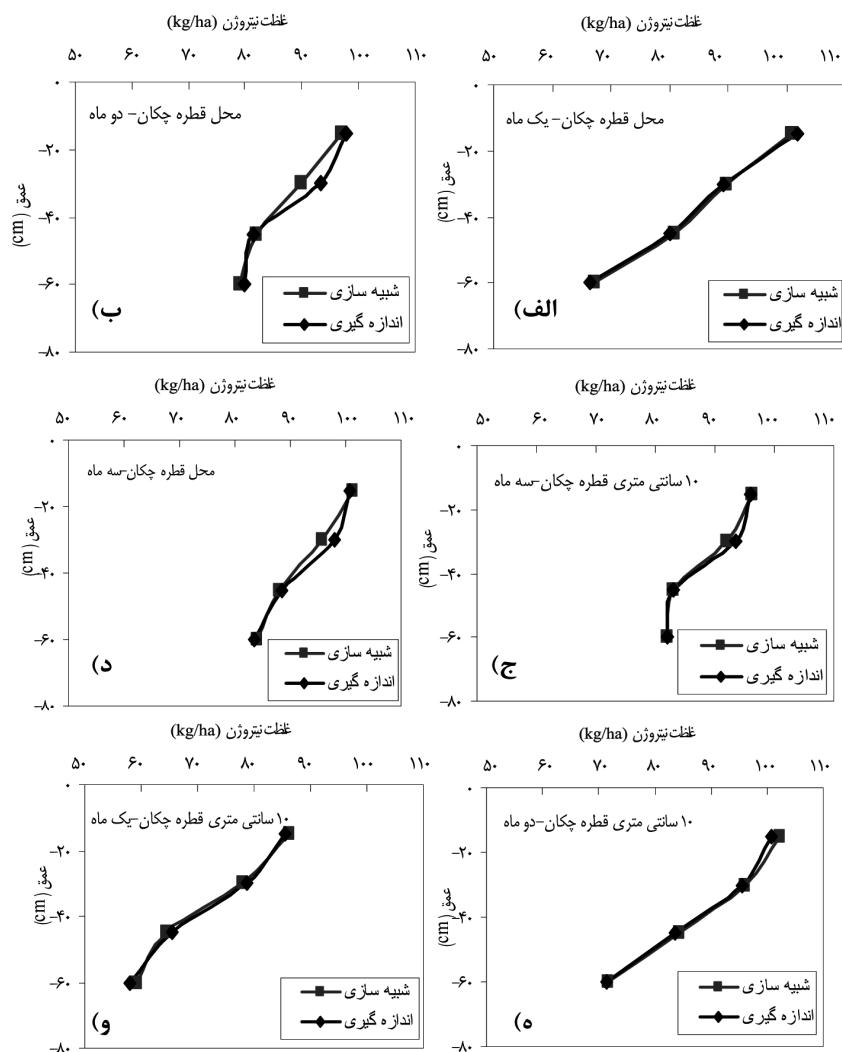 غلظت نیتروژن (kg/ha)
۵۰ ۶۰ ۷۰ ۸۰ ۹۰ ۱۰۰ ۱۱۰
محل قطره چکان- یک ماه
عمق (cm)
۰
-۲۰
-۴۰
-۶۰
-۸۰
شبیه سازی
اندازه گیری
الف)
غلظت نیتروژن (kg/ha)
۵۰ ۶۰ ۷۰ ۸۰ ۹۰ ۱۰۰ ۱۱۰
محل قطره چکان- دو ماه
عمق (cm)
۰
-۲۰
-۴۰
-۶۰
-۸۰
شبیه سازی
اندازه گیری
ب)
غلظت نیتروژن (kg/ha)
۵۰ ۶۰ ۷۰ ۸۰ ۹۰ ۱۰۰ ۱۱۰
۱۰ سانتی متری قطره چکان-سه ماه
عمق (cm)
۰
-۲۰
-۴۰
-۶۰
-۸۰
شبیه سازی
اندازه گیری
ج)
غلظت نیتروژن (kg/ha)
۵۰ ۶۰ ۷۰ ۸۰ ۹۰ ۱۰۰ ۱۱۰
محل قطره چکان-سه ماه
عمق (cm)
۰
-۲۰
-۴۰
-۶۰
-۸۰
شبیه سازی
اندازه گیری
د)
غلظت نیتروژن (kg/ha)
۵۰ ۶۰ ۷۰ ۸۰ ۹۰ ۱۰۰ ۱۱۰
۱۰ سانتی متری قطره چکان-دو ماه
عمق (cm)
۰
-۲۰
-۴۰
-۶۰
-۸۰
شبیه سازی
اندازه گیری
ه)
غلظت نیتروژن (kg/ha)
۵۰ ۶۰ ۷۰ ۸۰ ۹۰ ۱۰۰ ۱۱۰
۱۰ سانتی متری قطره چکان-یک ماه
عمق (cm)
۰
-۲۰
-۴۰
-۶۰
-۸۰
شبیه سازی
اندازه گیری
و)